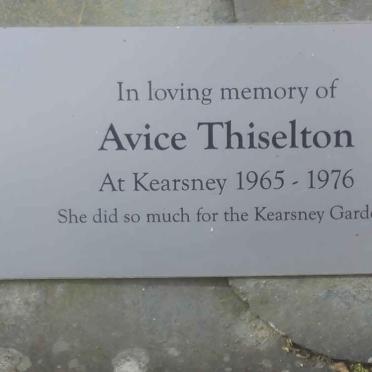 In loving memory of
Avice Thiselton
At Kearsney 1965 - 1976
She did so much for the Kearsney Garde